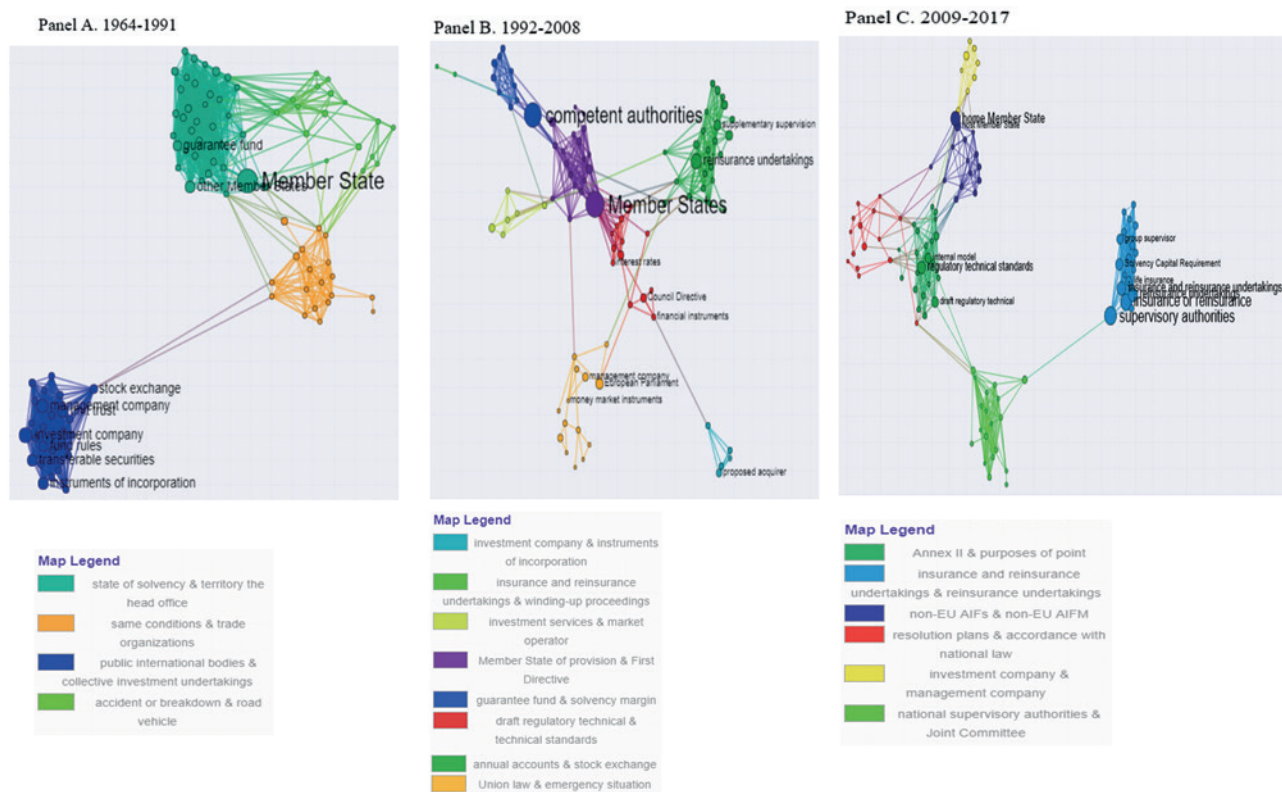 Panel A. 1964-1991
guarantee fund
other Member States
Member State
stock exchange
management company
trust
investment company
fund rules
transferable securities
instruments of incorporation
Map Legend
state of solvency & territory the
head office
same conditions & trade
organizations
public international bodies &
collective investment undertakings
accident or breakdown & road
vehicle
Panel B. 1992-2008
competent authorities
supplementary supervision
reinsurance undertakings
Member States
interest rates
Council Directive
financial instruments
management company
European Parliament
money market instruments
proposed acquirer
Map Legend
investment company & instruments
of incorporation
insurance and reinsurance
undertakings & winding-up proceedings
investment services & market
operator
Member State of provision & First
Directive
guarantee fund & solvency margin
draft regulatory technical &
technical standards
annual accounts & stock exchange
Union law & emergency situation
Panel C. 2009-2017
home Member State
host Member State
group supervisor
internal model
regulatory technical standards
Solvency Capital Requirement
life insurance
insurance and reinsurance undertakings
reinsurance undertakings
draft regulatory technical
insurance or reinsurance
supervisory authorities
Map Legend
Annex II & purposes of point
insurance and reinsurance
undertakings & reinsurance undertakings
non-EU AIFs & non-EU AIFM
resolution plans & accordance with
national law
investment company &
management company
national supervisory authorities &
Joint Committee